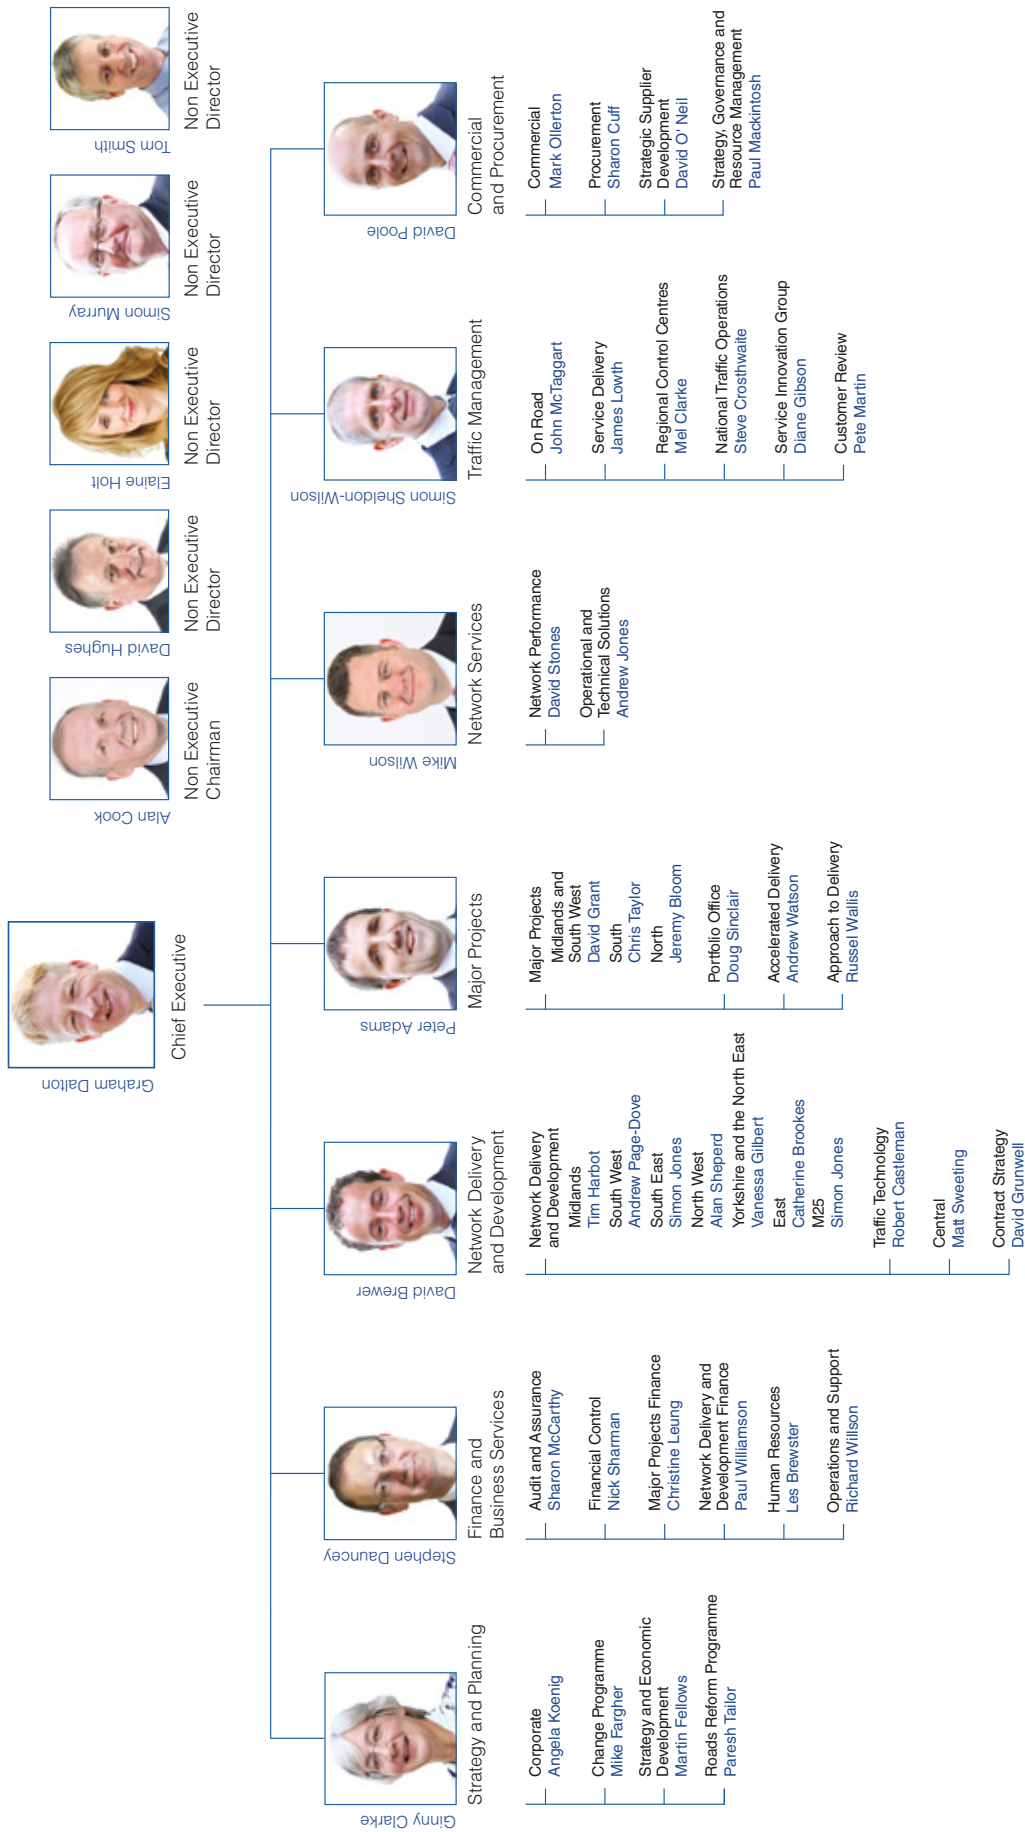 Graham Dalton
Chief Executive
Alan Cook
Non Executive
Chairman
David Hughes
Non Executive
Director
Elaine Holt
Non Executive
Director
Simon Murray
Non Executive
Director
Tom Smith
Non Executive
Director
Ginny Clarke
Strategy and Planning
Corporate
Angela Koenig
Change Programme
Mike Fargher
Strategy and Economic
Development
Martin Fellows
Roads Reform Programme
Paresh Tailor
Stephen Dauncey
Finance and
Business Services
Audit and Assurance
Sharon McCarthy
Financial Control
Nick Sharman
Major Projects Finance
Christine Leung
Network Delivery and
Development Finance
Paul Williamson
Human Resources
Les Brewster
Operations and Support
Richard Willson
David Brewer
Network Delivery
and Development
Network Delivery
and Development
Midlands
Tim Harbot
South West
Andrew Page-Dove
South East
Simon Jones
North West
Alan Sheperd
Yorkshire and the North East
Vanessa Gilbert
East
Catherine Brookes
M25
Simon Jones
Traffic Technology
Robert Castleman
Central
Matt Sweeting
Contract Strategy
David Grunwell
Peter Adams
Major Projects
Major Projects
Midlands and
South West
David Grant
South
Chris Taylor
North
Jeremy Bloom
Portfolio Office
Doug Sinclair
Accelerated Delivery
Andrew Watson
Approach to Delivery
Russel Wallis
Mike Wilson
Network Services
Network Performance
David Stones
Operational and
Technical Solutions
Andrew Jones
Simon Sheldon-Wilson
Traffic Management
On Road
John McTaggart
Service Delivery
James Lowth
Regional Control Centres
Mel Clarke
National Traffic Operations
Steve Crosthwaite
Service Innovation Group
Diane Gibson
Customer Review
Pete Martin
David Poole
Commercial
and Procurement
Commercial
Mark Ollerton
Procurement
Sharon Cuff
Strategic Supplier
Development
David O' Neil
Strategy, Governance and
Resource Management
Paul Mackintosh